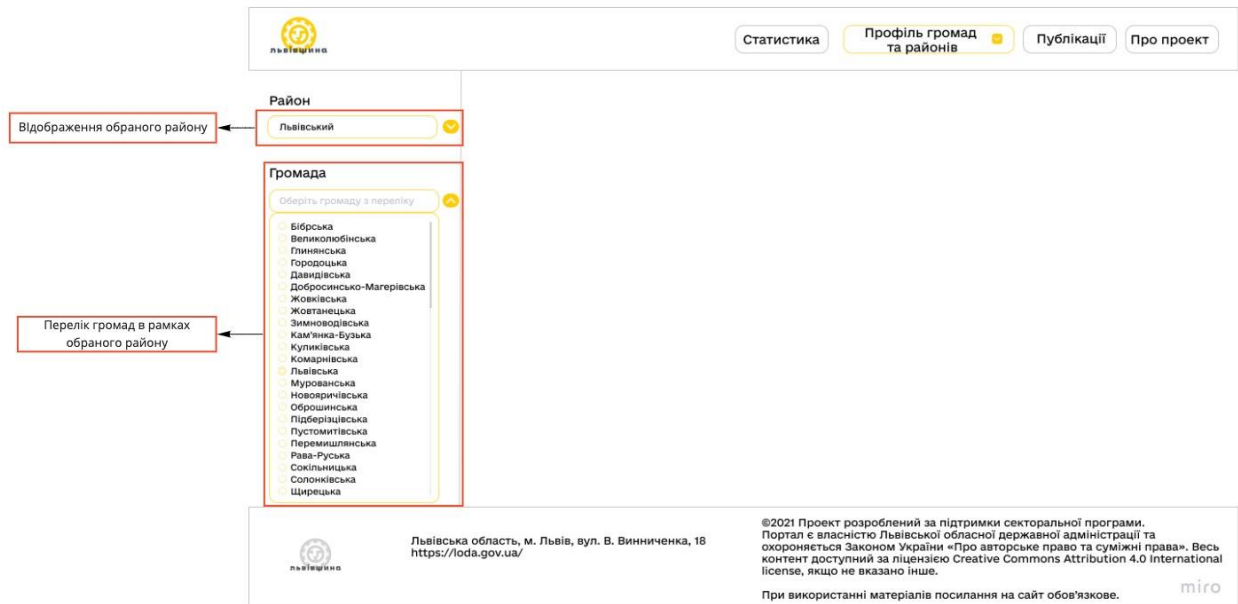 львівщина
Статистика
Профіль громад
та районів
Публікації
Про проект
Район
ВІдображення обраного району
Львівський
Громада
Оберіть громаду з переліку
Бібрська
Великолюбінська
Глинянська
Городоцька
Давидівська
Добросинсько-Магерівська
Жовківська
Жовтанецька
Зимноводівська
Кам'янка-Бузька
Куликівська
Комарнівська
Львівська
Мурованська
Новояричівська
Оброшинська
Підберізцівська
Пустомитівська
Перемишлянська
Рава-Руська
Сокільницька
Солонківська
Щирецька
Перелік громад в рамках
обраного району
львівщина
Львівська область, м. Львів, вул. В. Винниченка, 18
https://loda.gov.ua/
©2021 Проект розроблений за підтримки секторальної програми.
Портал є власністю Львівської обласної державної адміністрації та
охороняється Законом України «Про авторське право та суміжні права». Весь
контент доступний за ліцензією Creative Commons Attribution 4.0 International
license, якщо не вказано інше.
При використанні матеріалів посилання на сайт обов'язкове.
miro